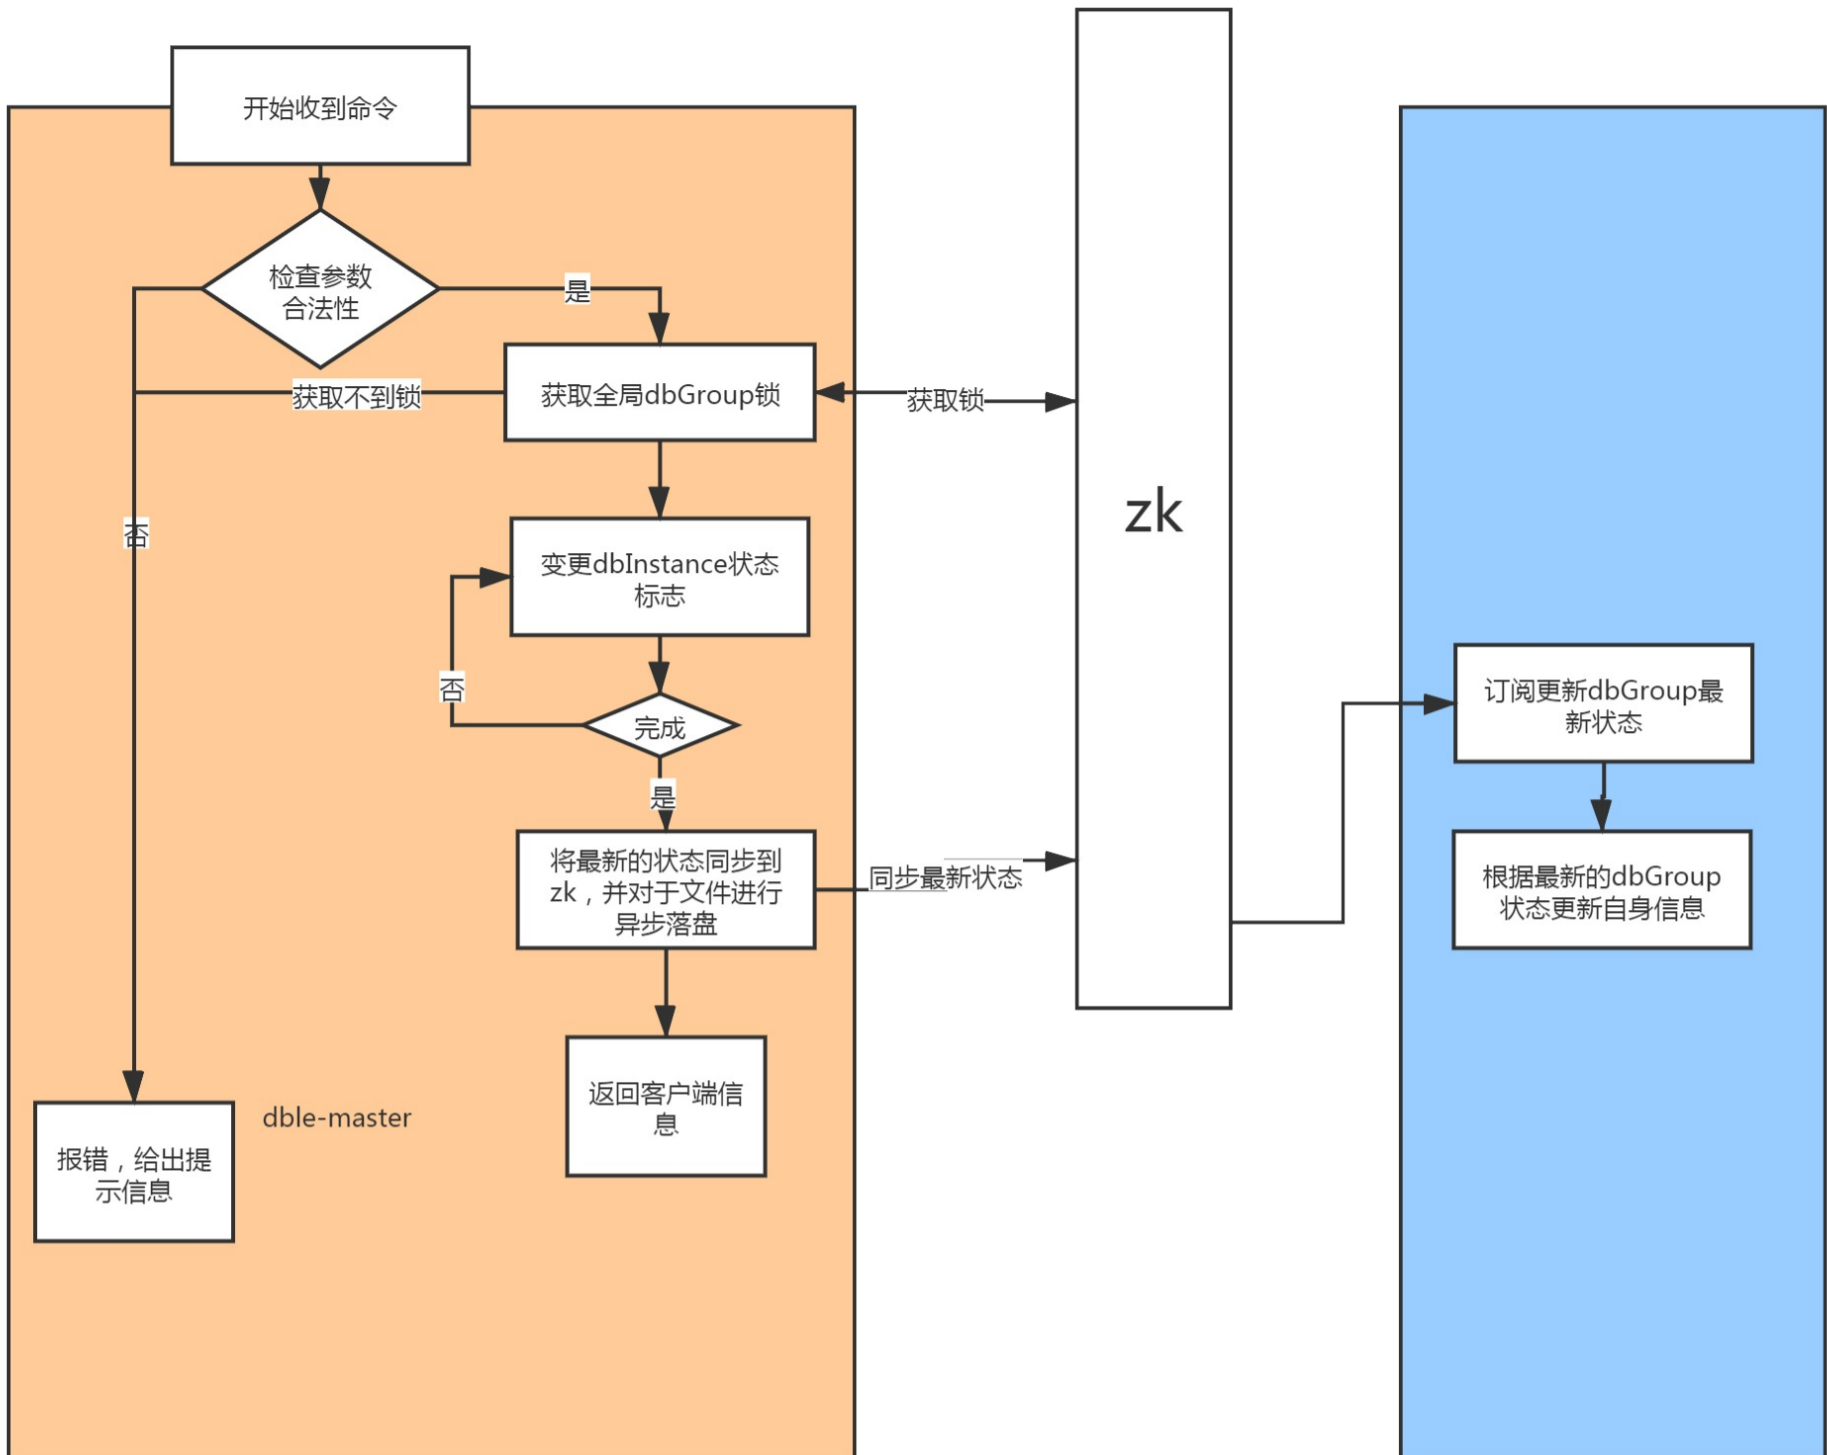 开始收到命令
检查参数
合法性
是
获取全局dbGroup锁
获取不到锁
获取锁
否
变更dbInstance状态
标志
否
完成
是
将最新的状态同步到
zk，并对于文件进行
异步落盘
同步最新状态
返回客户端信
息
dble-master
报错，给出提
示信息
zk
订阅更新dbGroup最
新状态
根据最新的dbGroup
状态更新自身信息